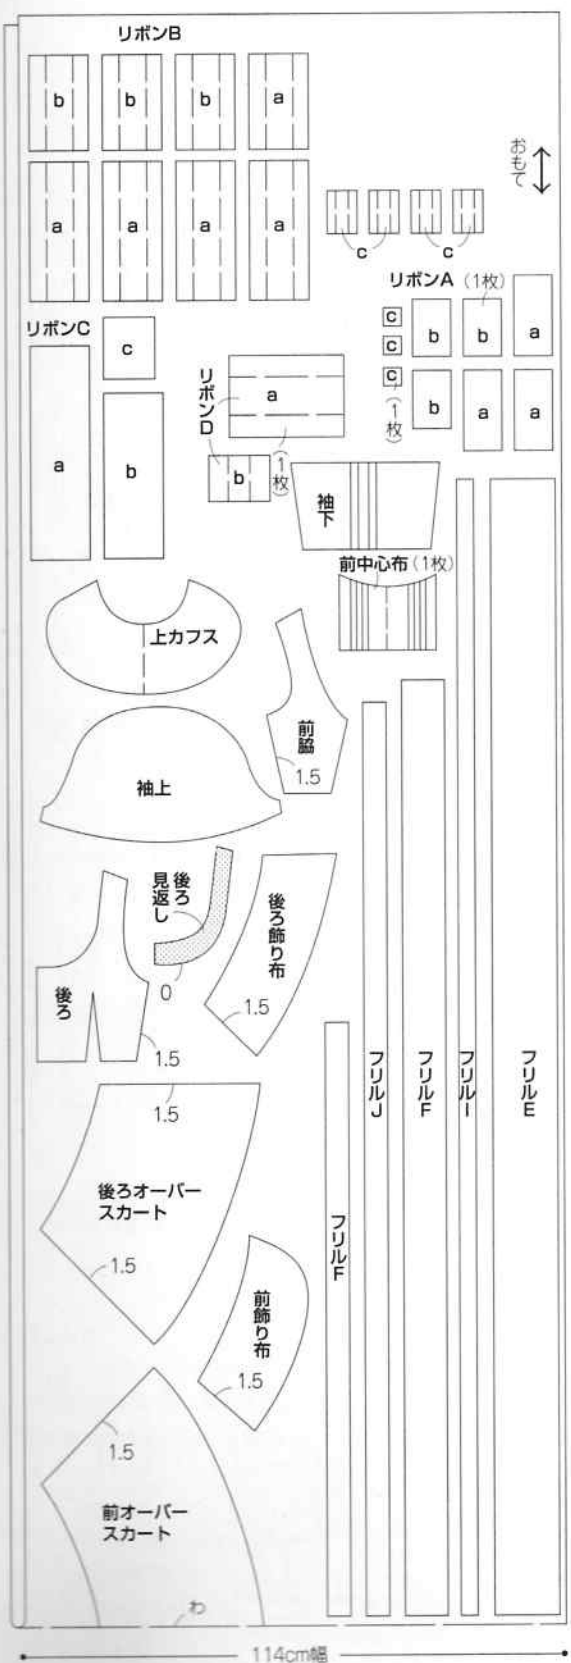 リボンB
b b b a
おもて
a a a a
c c
リボンA(1枚)
リボンC
c
c
c
c
(1枚)
b b a
b a a
a
b
リボンD
a
b
(1枚)
袖下
前中心布(1枚)
上カフス
前脇
1.5
袖上
後ろ
見返し
0
後ろ飾り布
1.5
後ろ
1.5
フリルJ
フリルF
フリルI
フリルE
1.5
後ろオーバー
スカート
1.5
フリルF
前飾り布
1.5
1.5
前オーバー
スカート
わ
114cm幅